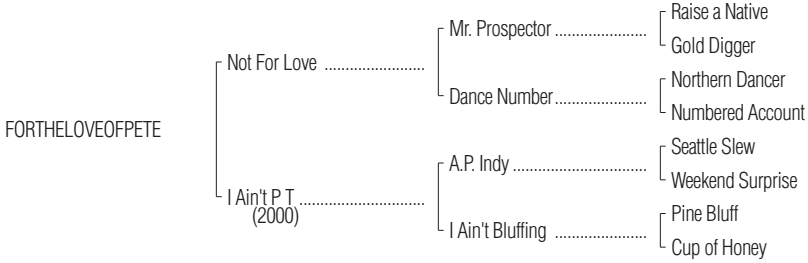 Raise a Native
Mr. Prospector ........................
Gold Digger
Not For Love ..........................
Northern Dancer
Dance Number........................
Numbered Account
FORTHELOVEOFPETE
Seattle Slew
A.P. Indy ...................................
Weekend Surprise
I Ain't P T ................................
(2000)
Pine Bluff
I Ain't Bluffing ........................
Cup of Honey